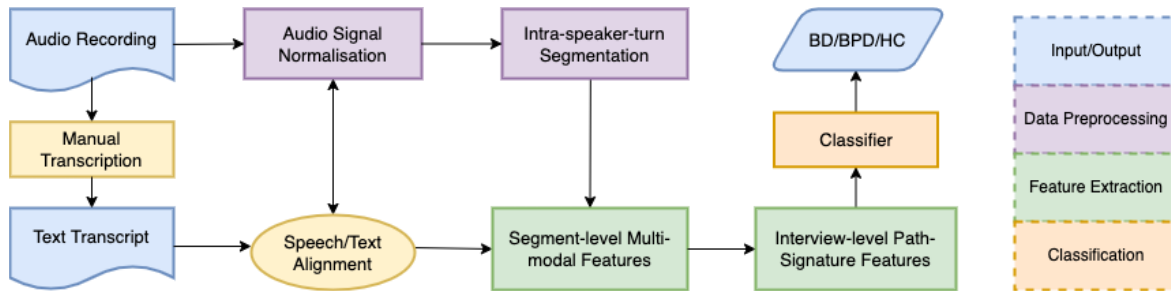 Audio Recording
Audio Signal
Normalisation
Intra-speaker-turn
Segmentation
BD/BPD/HC
Input/Output
Manual
Transcription
Classifier
Data Preprocessing
Text Transcript
Speech/Text
Alignment
Segment-level Multi-
modal Features
Interview-level Path-
Signature Features
Feature Extraction
Classification